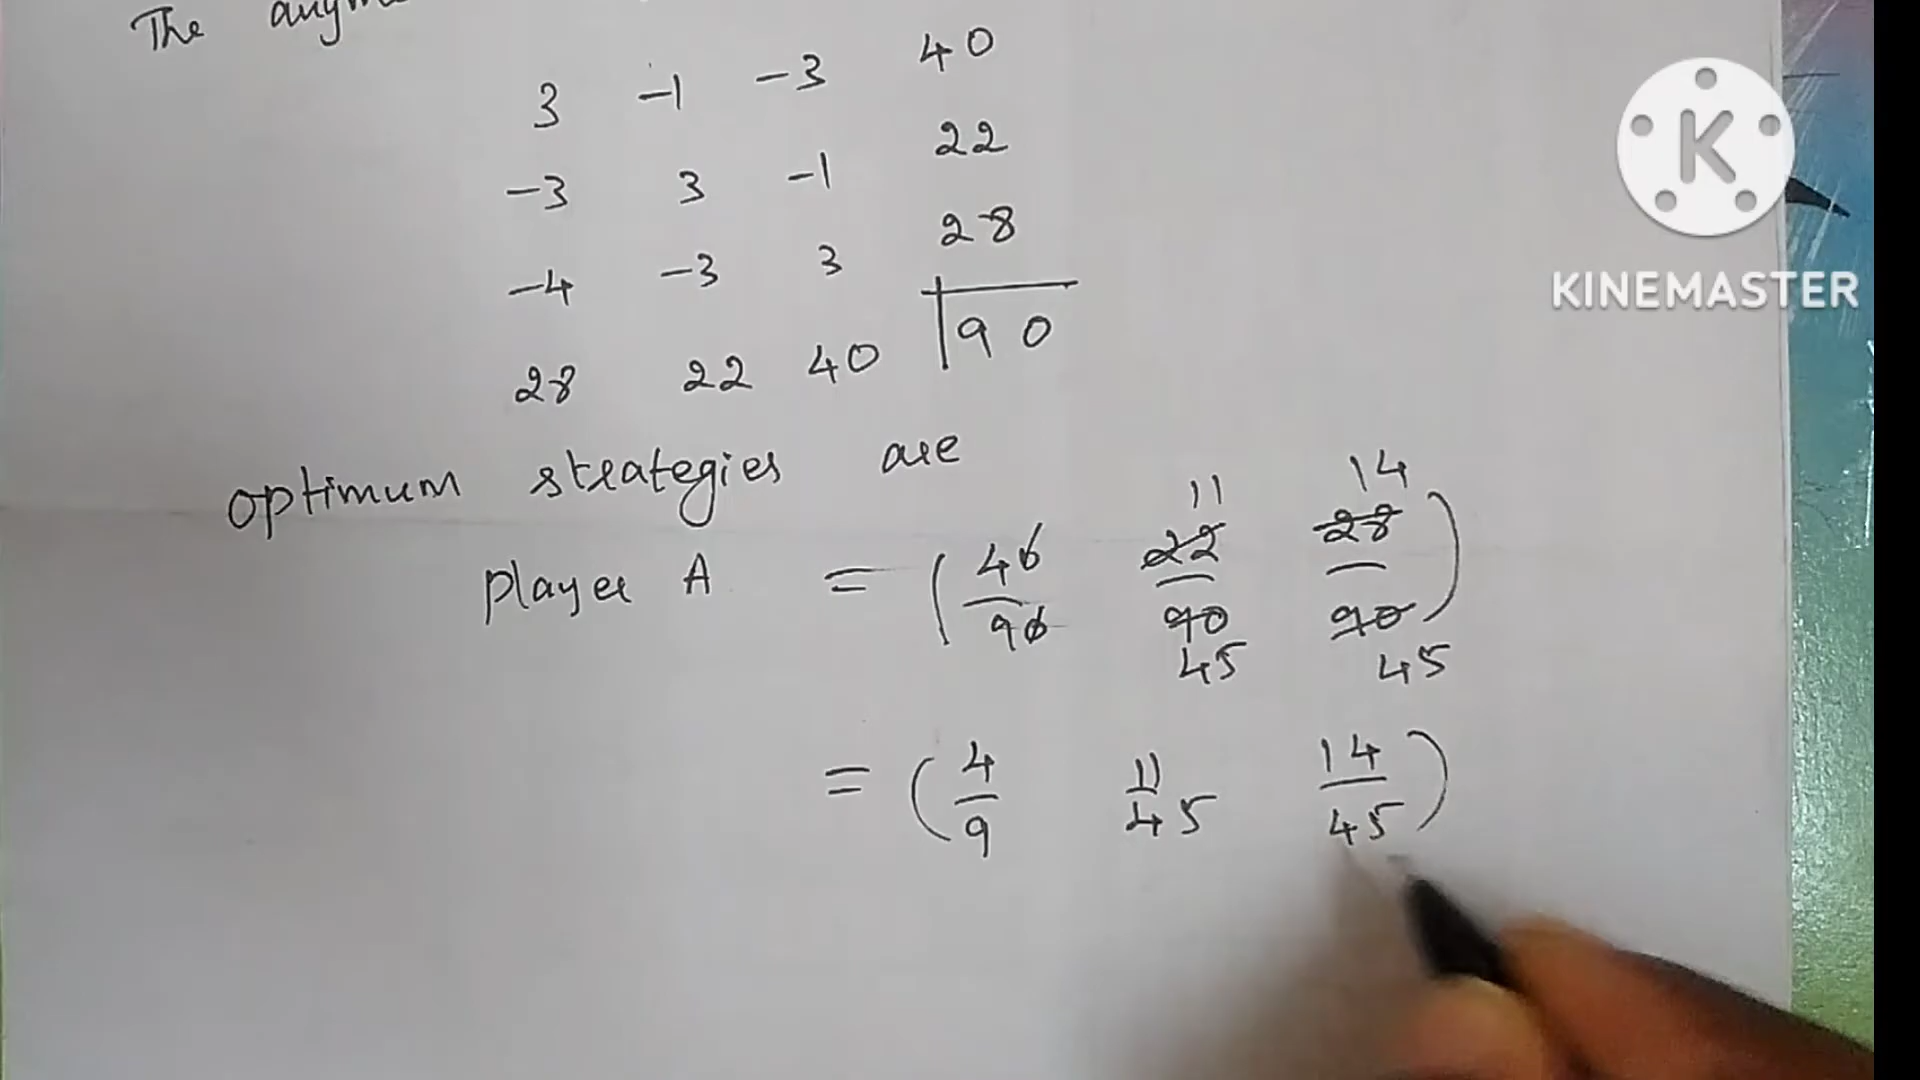 The
3 -1 -3 40
-3 3 -1 22
-4 -3 3 28
28 22 40 90
optimum strategies are
11 14
player A = ( 40/90 22/90 28/90 )
45 45
= ( 4/9 11/45 14/45 )
K
KINEMASTER